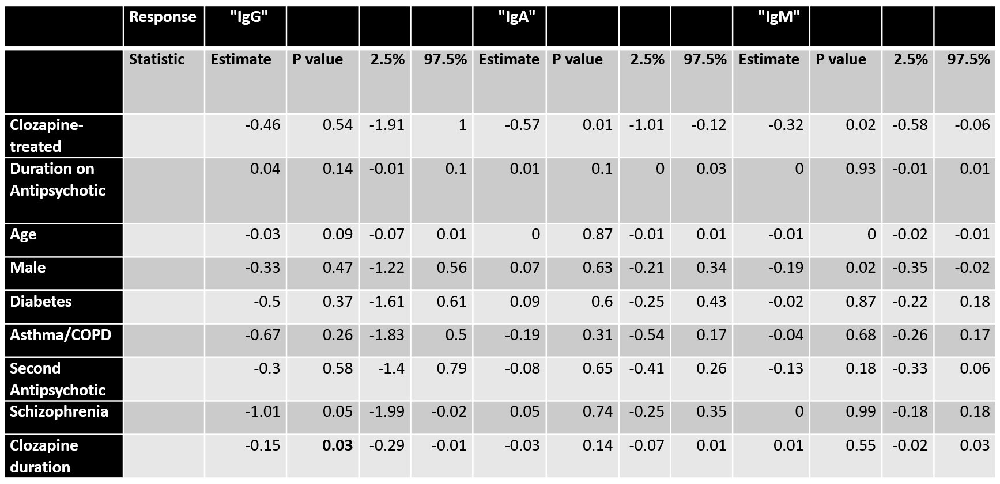 Response "IgG" "IgA" "IgM"
Statistic Estimate P value 2.5% 97.5% Estimate P value 2.5% 97.5% Estimate P value 2.5% 97.5%
Clozapine-
treated -0.46 0.54 -1.91 1 -0.57 0.01 -1.01 -0.12 -0.32 0.02 -0.58 -0.06
Duration on
Antipsychotic 0.04 0.14 -0.01 0.1 0.01 0.1 0 0.03 0 0.93 -0.01 0.01
Age -0.03 0.09 -0.07 0.01 0 0.87 -0.01 0.01 -0.01 0 -0.02 -0.01
Male -0.33 0.47 -1.22 0.56 0.07 0.63 -0.21 0.34 -0.19 0.02 -0.35 -0.02
Diabetes -0.5 0.37 -1.61 0.61 0.09 0.6 -0.25 0.43 -0.02 0.87 -0.22 0.18
Asthma/COPD -0.67 0.26 -1.83 0.5 -0.19 0.31 -0.54 0.17 -0.04 0.68 -0.26 0.17
Second
Antipsychotic -0.3 0.58 -1.4 0.79 -0.08 0.65 -0.41 0.26 -0.13 0.18 -0.33 0.06
Schizophrenia -1.01 0.05 -1.99 -0.02 0.05 0.74 -0.25 0.35 0 0.99 -0.18 0.18
Clozapine
duration -0.15 0.03 -0.29 -0.01 -0.03 0.14 -0.07 0.01 0.01 0.55 -0.02 0.03